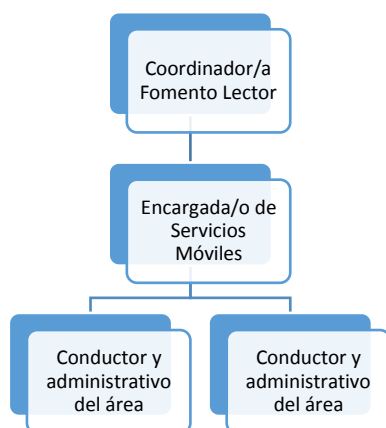 Coordinador/a
Fomento Lector
Encargada/o de
Servicios
Móviles
Conductor y
administrativo
del área
Conductor y
administrativo
del área